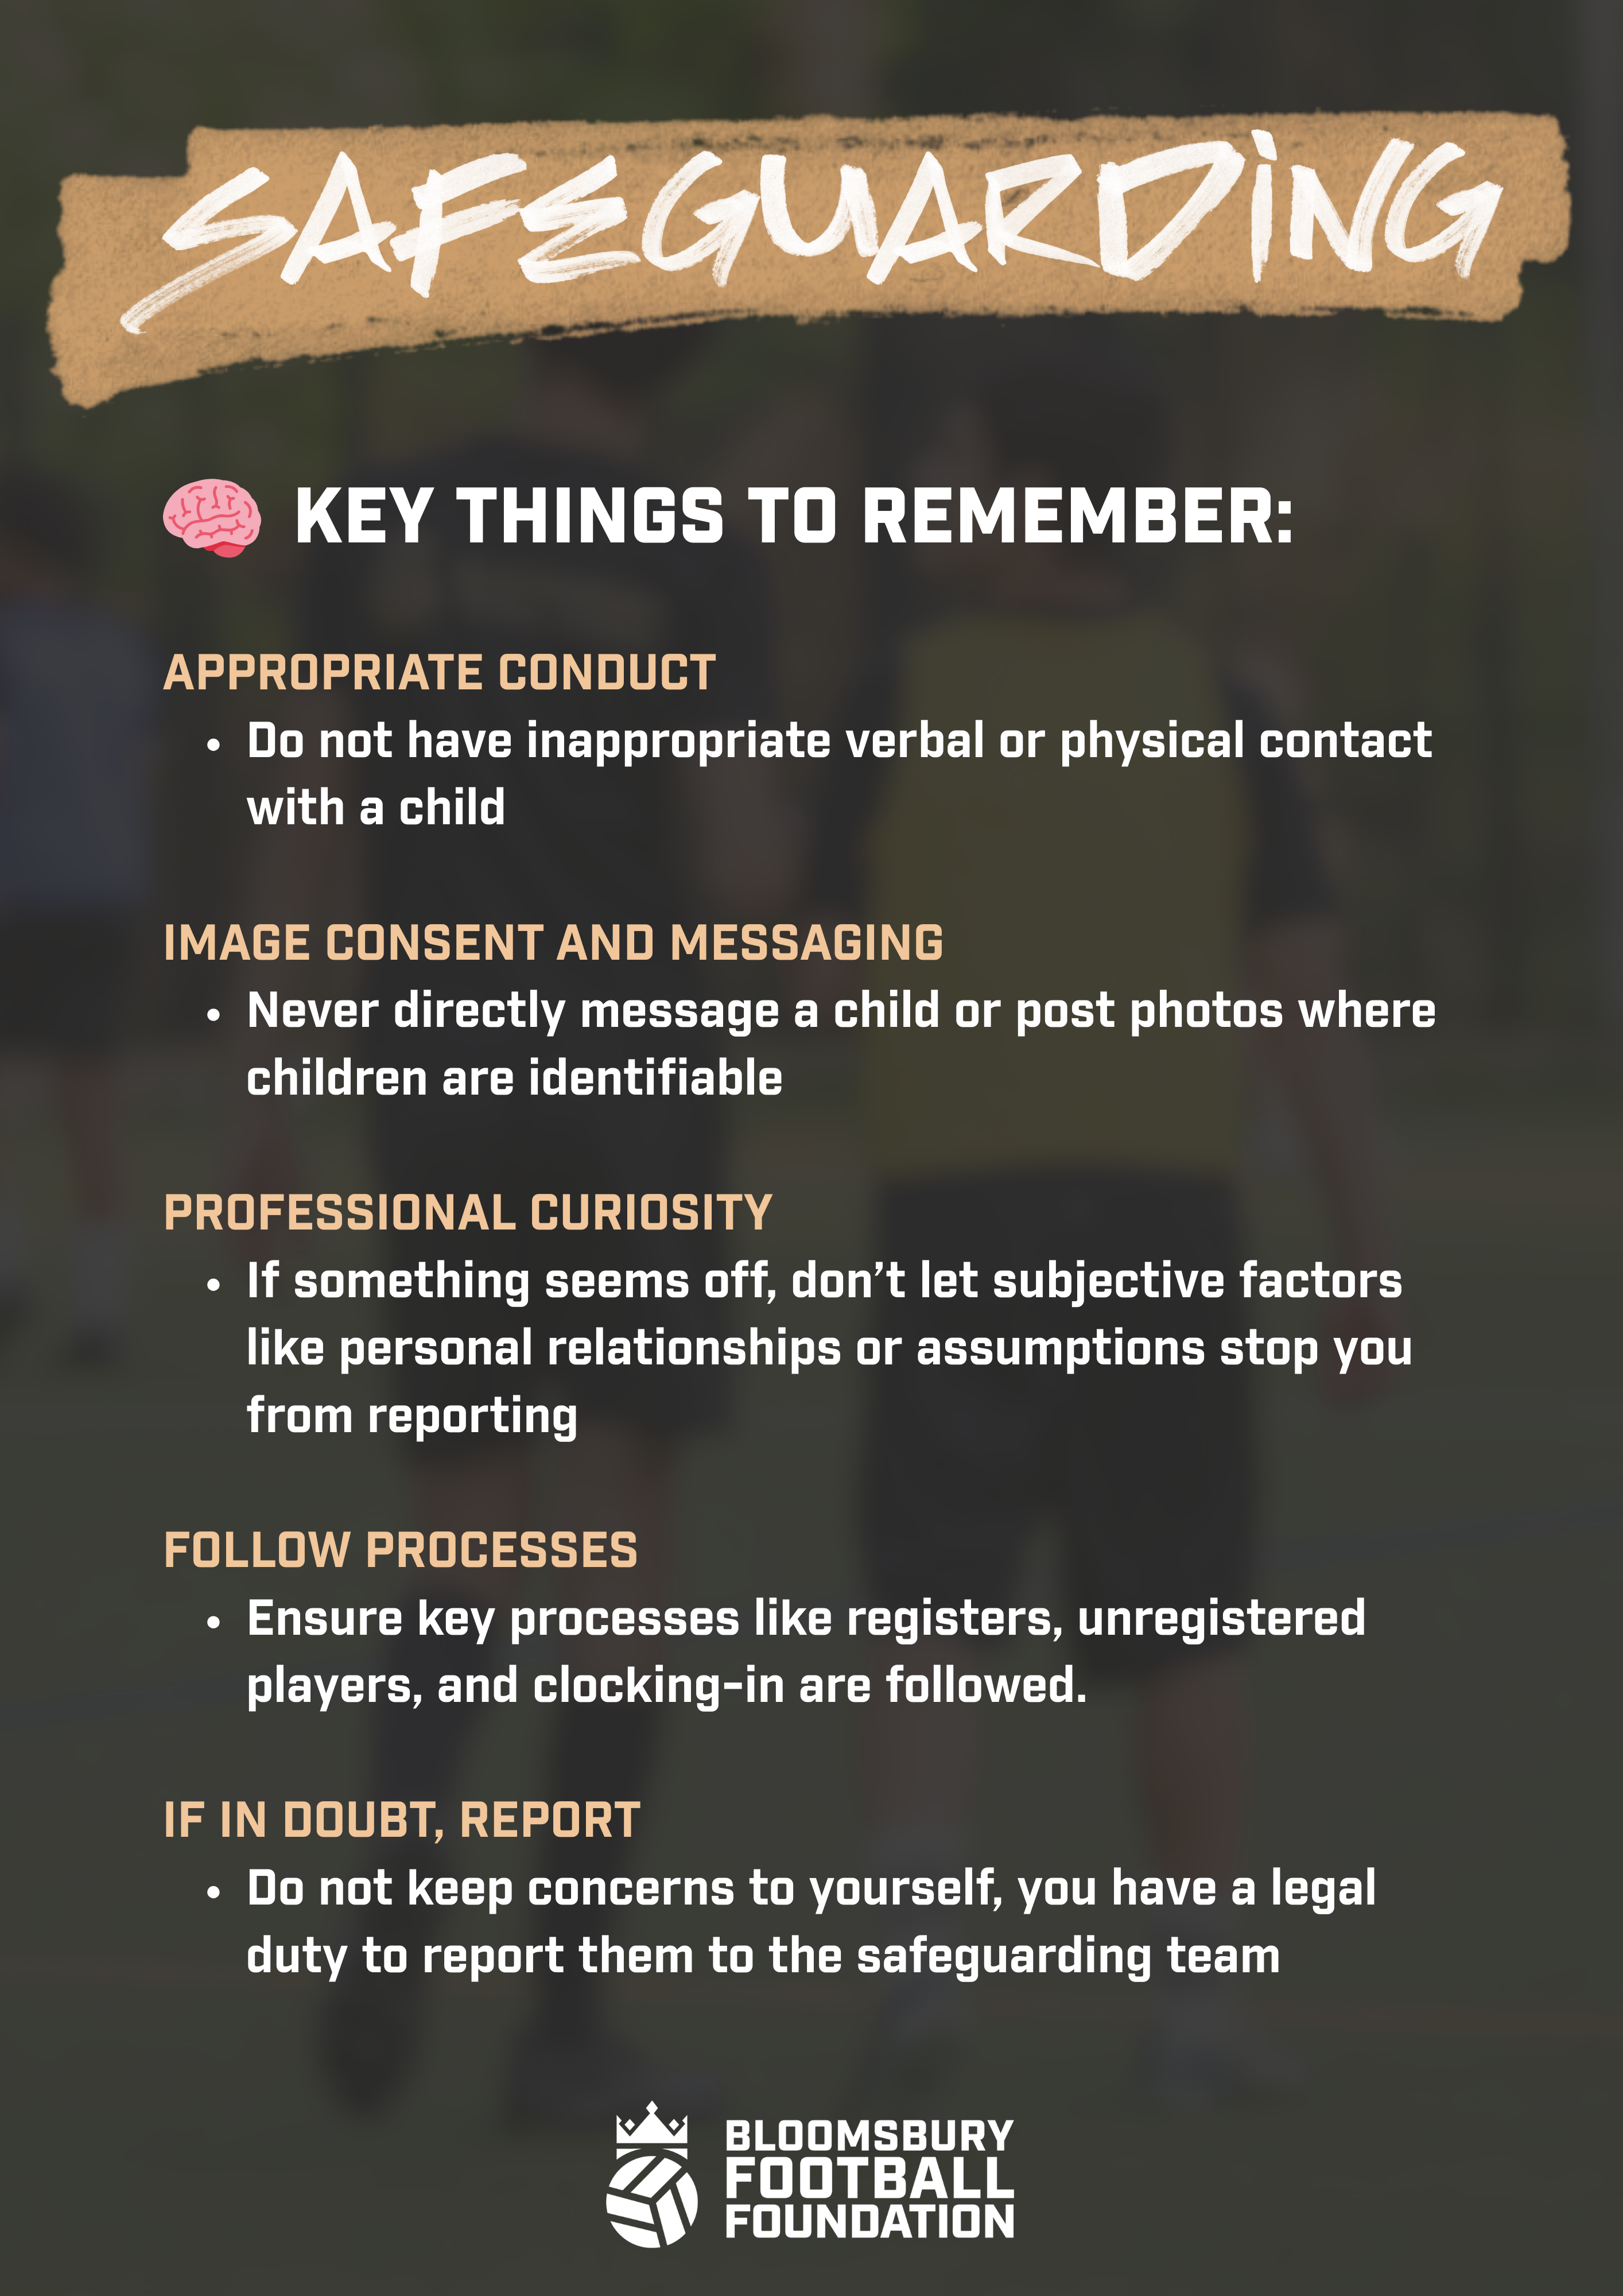 SAFEGUARDING
KEY THINGS TO REMEMBER:
APPROPRIATE CONDUCT
• Do not have inappropriate verbal or physical contact
with a child
IMAGE CONSENT AND MESSAGING
• Never directly message a child or post photos where
children are identifiable
PROFESSIONAL CURIOSITY
• If something seems off, don’t let subjective factors
like personal relationships or assumptions stop you
from reporting
FOLLOW PROCESSES
• Ensure key processes like registers, unregistered
players, and clocking-in are followed.
IF IN DOUBT, REPORT
• Do not keep concerns to yourself, you have a legal
duty to report them to the safeguarding team
BLOOMSBURY
FOOTBALL
FOUNDATION